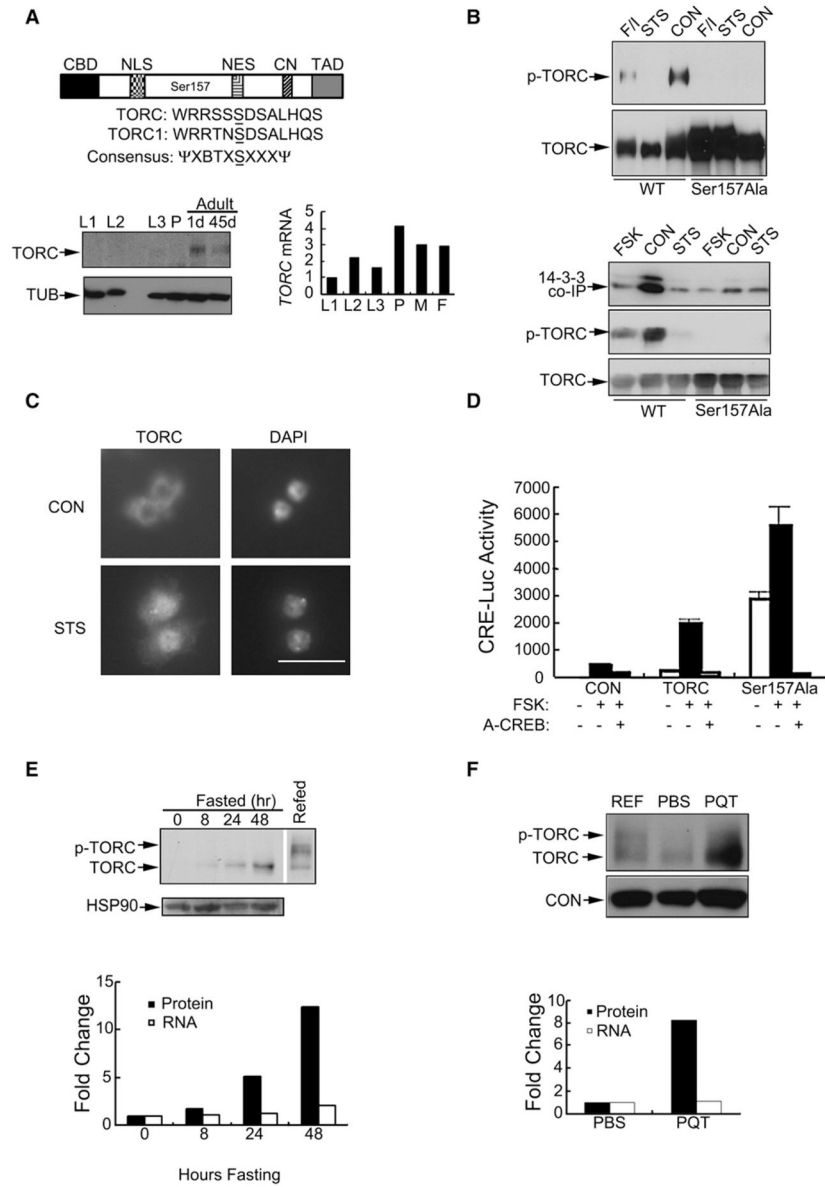 A
CBD NLS NES CN TAD
Ser157
TORC: WRRSSSDSALHQS
TORC1: WRRTNSDSALHQS
Consensus: ΨXBTXSXXXΨ
Adult
L1 L2 L3 P 1d 45d
TORC
TUB
TORC mRNA
5
4
3
2
1
0
L1 L2 L3 P M F
B
F/I STS CON F/I STS CON
p-TORC
TORC
WT Ser157Ala
FSK CON STS FSK CON STS
14-3-3
co-IP
p-TORC
TORC
WT Ser157Ala
C
TORC DAPI
CON
STS
D
CRE-Luc Activity
7000
6000
5000
4000
3000
2000
1000
0
CON TORC Ser157Ala
FSK: - + + - + + - + +
A-CREB: - - + - - + - - +
E
Fasted (hr)
0 8 24 48 Refed
p-TORC
TORC
HSP90
Fold Change
15
10
5
0
Protein
RNA
0 8 24 48
Hours Fasting
F
REF PBS PQT
p-TORC
TORC
CON
Fold Change
10
8
6
4
2
0
Protein
RNA
PBS PQT